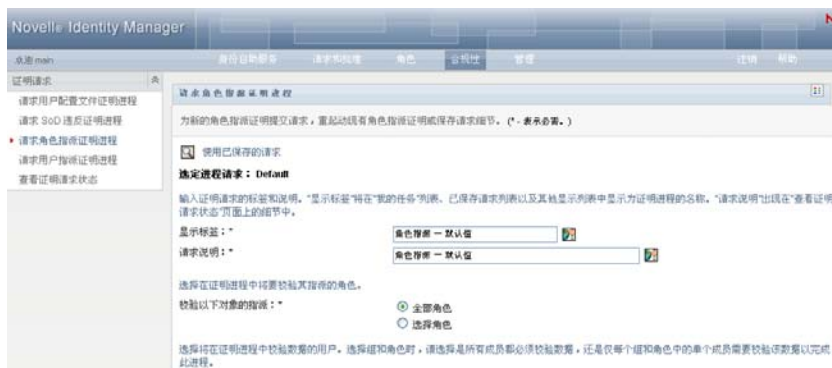 Novell® Identity Manager
N
欢迎 main
身份自助服务 请求和批准 角色 合规性 管理 注销 帮助
证明请求
请求用户配置文件证明进程
请求 SoD 违反证明进程
请求角色指派证明进程
请求用户指派证明进程
查看证明请求状态
请求角色指派证明进程
为新的角色指派证明提交请求，重起动现有角色指派证明或保存请求细节。(* - 表示必需。)
使用已保存的请求
选定进程请求：Default
输入证明请求的标签和说明。"显示标签"将在"我的任务"列表、已保存请求列表以及其他显示列表中显示为证明进程的名称。"请求说明"出现在"查看证明
请求状态"页面上的细节中。
显示标签：*
角色指派 — 默认值
请求说明：*
角色指派 — 默认值
选择在证明进程中将要校验其指派的角色。
校验以下对象的指派：*
全部角色
选择角色
选择将在证明进程中校验数据的用户。选择组和角色时，请选择是所有成员都必须校验数据，还是仅每个组和角色中的单个成员需要校验该数据以完成
此进程。